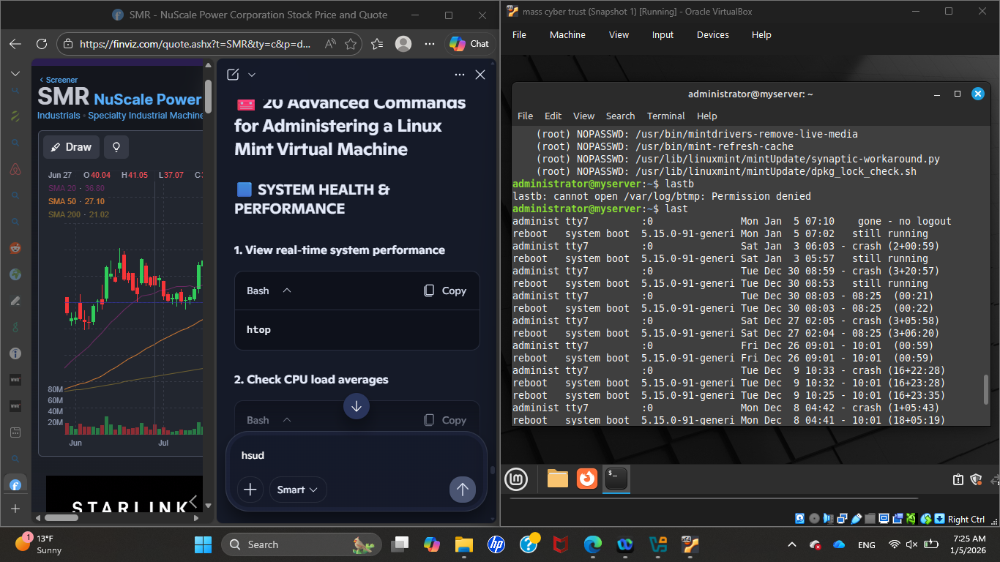 SMR - NuScale Power Corporation Stock Price and Quote
https://finviz.com/quote.ashx?t=SMR&ty=c&p=d...
Chat
Screener
SMR NuScale Power
Industrials · Specialty Industrial Machine
Draw
Jun 27 O40.04 H41.05 L37.07 C
SMA 20 · 36.80
SMA 50 · 27.10
SMA 200 · 21.02
80M
60M
40M
20M
Jun Jul
STARLINK
20 Advanced Commands
for Administering a Linux
Mint Virtual Machine
SYSTEM HEALTH &
PERFORMANCE
1. View real-time system performance
Bash Copy
htop
2. Check CPU load averages
Bash Copy
hsud
Smart
mass cyber trust (Snapshot 1) [Running] - Oracle VirtualBox
File Machine View Input Devices Help
administrator@myserver: ~
File Edit View Search Terminal Help
(root) NOPASSWD: /usr/bin/mintdrivers-remove-live-media
(root) NOPASSWD: /usr/bin/mint-refresh-cache
(root) NOPASSWD: /usr/lib/linuxmint/mintUpdate/synaptic-workaround.py
(root) NOPASSWD: /usr/lib/linuxmint/mintUpdate/dpkg_lock_check.sh
administrator@myserver:~$ lastb
lastb: cannot open /var/log/btmp: Permission denied
administrator@myserver:~$ last
administ tty7 :0 Mon Jan 5 07:10 gone - no logout
reboot system boot 5.15.0-91-generi Mon Jan 5 07:02 still running
administ tty7 :0 Sat Jan 3 06:03 - crash (2+00:59)
reboot system boot 5.15.0-91-generi Sat Jan 3 05:57 still running
administ tty7 :0 Tue Dec 30 08:59 - crash (3+20:57)
reboot system boot 5.15.0-91-generi Tue Dec 30 08:53 still running
administ tty7 :0 Tue Dec 30 08:03 - 08:25 (00:21)
reboot system boot 5.15.0-91-generi Tue Dec 30 08:03 - 08:25 (00:22)
administ tty7 :0 Sat Dec 27 02:05 - crash (3+05:58)
reboot system boot 5.15.0-91-generi Sat Dec 27 02:04 - 08:25 (3+06:20)
administ tty7 :0 Fri Dec 26 09:01 - 10:01 (00:59)
reboot system boot 5.15.0-91-generi Fri Dec 26 09:01 - 10:01 (00:59)
administ tty7 :0 Tue Dec 9 10:33 - crash (16+22:28)
reboot system boot 5.15.0-91-generi Tue Dec 9 10:32 - 10:01 (16+23:28)
reboot system boot 5.15.0-91-generi Tue Dec 9 10:25 - 10:01 (16+23:35)
administ tty7 :0 Mon Dec 8 04:42 - crash (1+05:43)
reboot system boot 5.15.0-91-generi Mon Dec 8 04:41 - 10:01 (18+05:19)
Right Ctrl
1
13°F
Sunny
Search
ENG
7:25 AM
1/5/2026